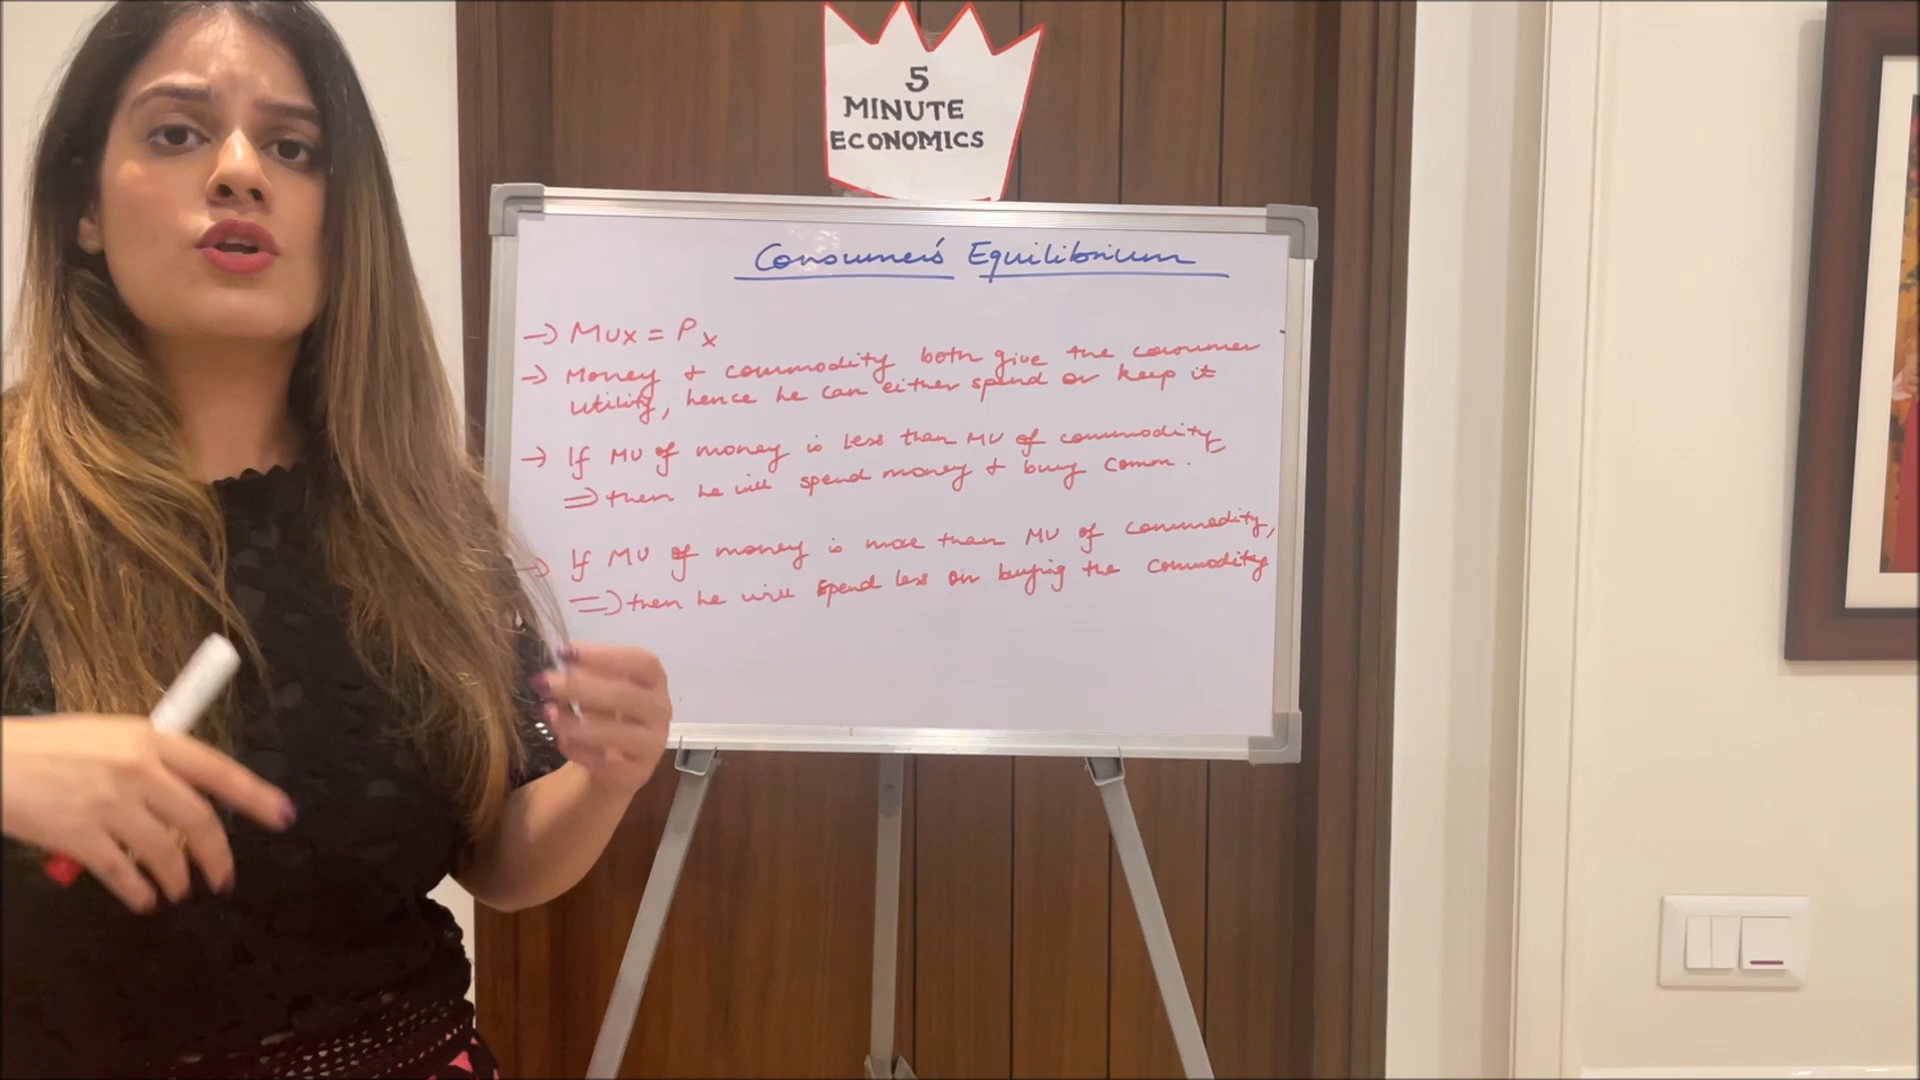 5
MINUTE
ECONOMICS
Consumer's Equilibrium
→ MUx = Px
→ Money & commodity both give the consumer
utility, hence he can either spend or keep it
→ If MU of money is less than MU of commodity
⇒ then he will spend money & buy comm.
→ If MU of money is more than MU of commodity,
⇒ then he will spend less on buying the commodity